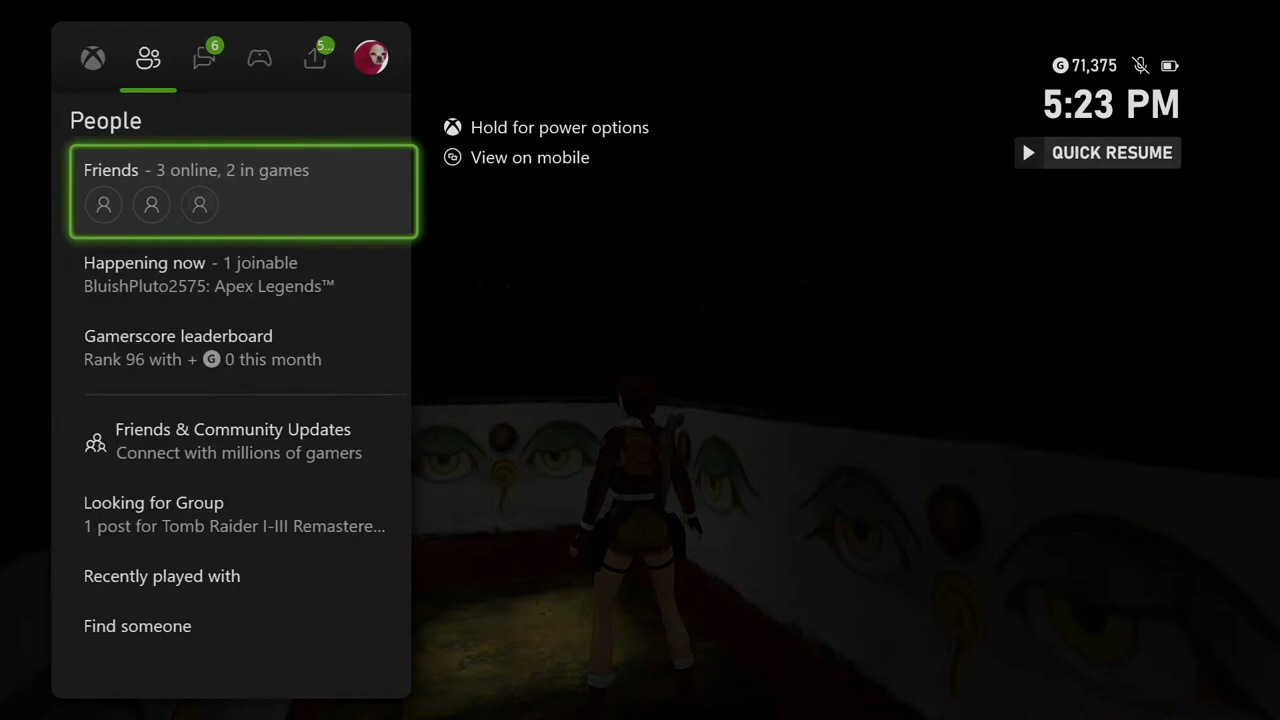 6
5...
People
Friends - 3 online, 2 in games
Happening now - 1 joinable
BluishPluto2575: Apex Legends™
Gamerscore leaderboard
Rank 96 with + G 0 this month
Friends & Community Updates
Connect with millions of gamers
Looking for Group
1 post for Tomb Raider I-III Remastere...
Recently played with
Find someone
Hold for power options
View on mobile
G 71,375
5:23 PM
QUICK RESUME